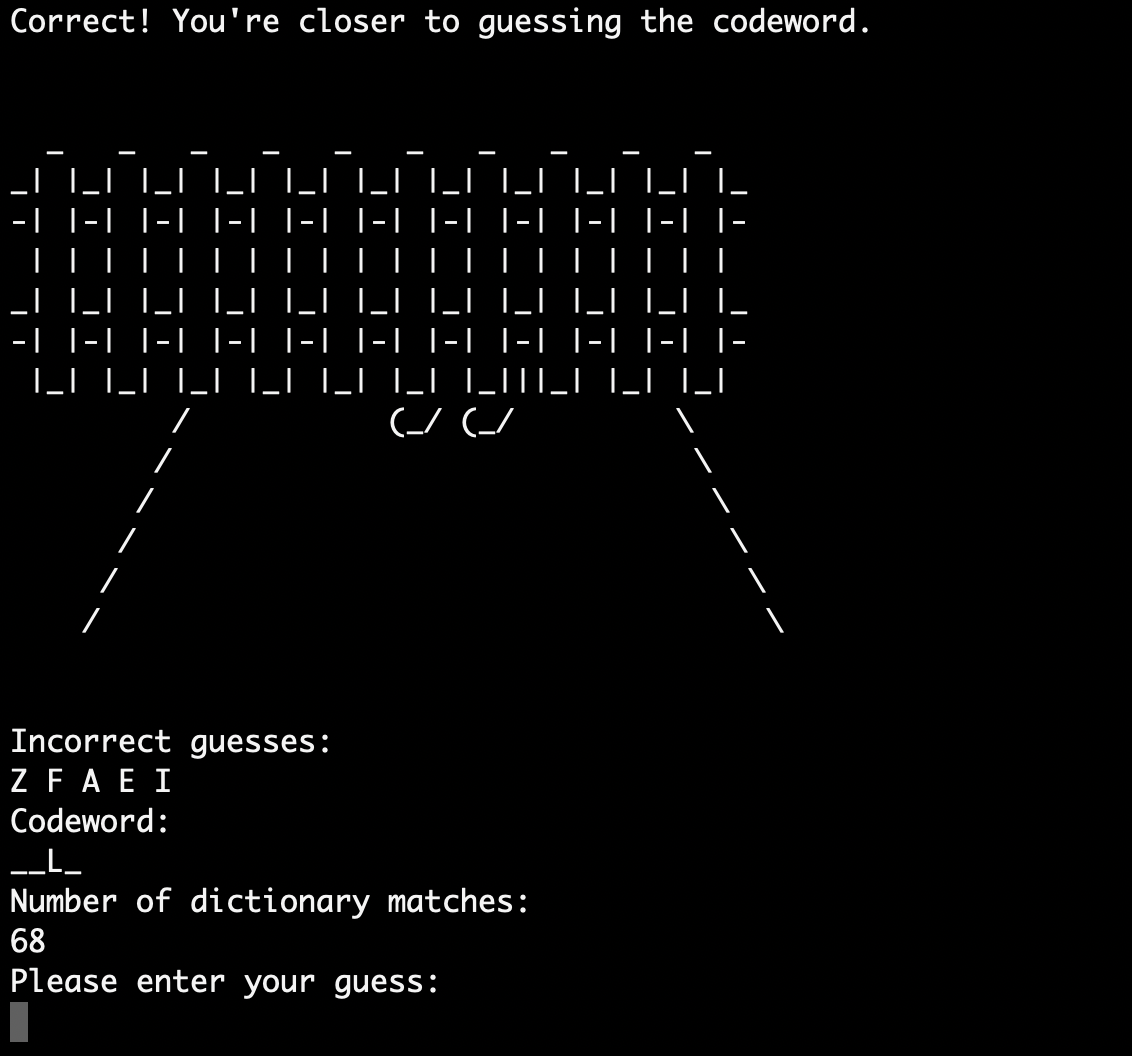 Correct! You're closer to guessing the codeword.
Incorrect guesses:
Z F A E I
Codeword:
__L_
Number of dictionary matches:
68
Please enter your guess: